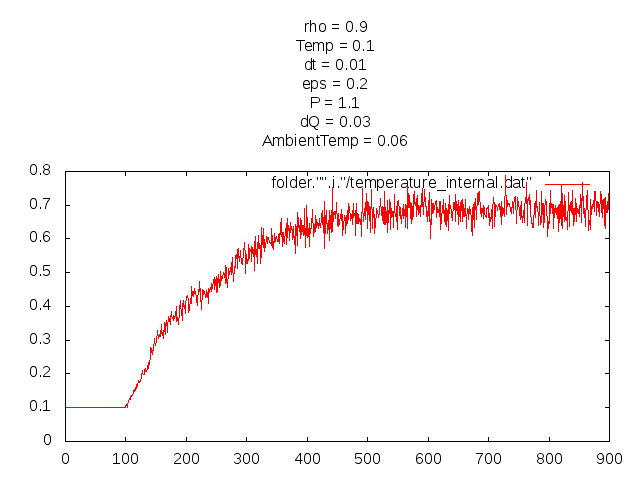 rho = 0.9
Temp = 0.1
dt = 0.01
eps = 0.2
P = 1.1
dQ = 0.03
AmbientTemp = 0.06
folder."".i."/temperature_internal.dat"
0.8
0.7
0.6
0.5
0.4
0.3
0.2
0.1
0
0 100 200 300 400 500 600 700 800 900